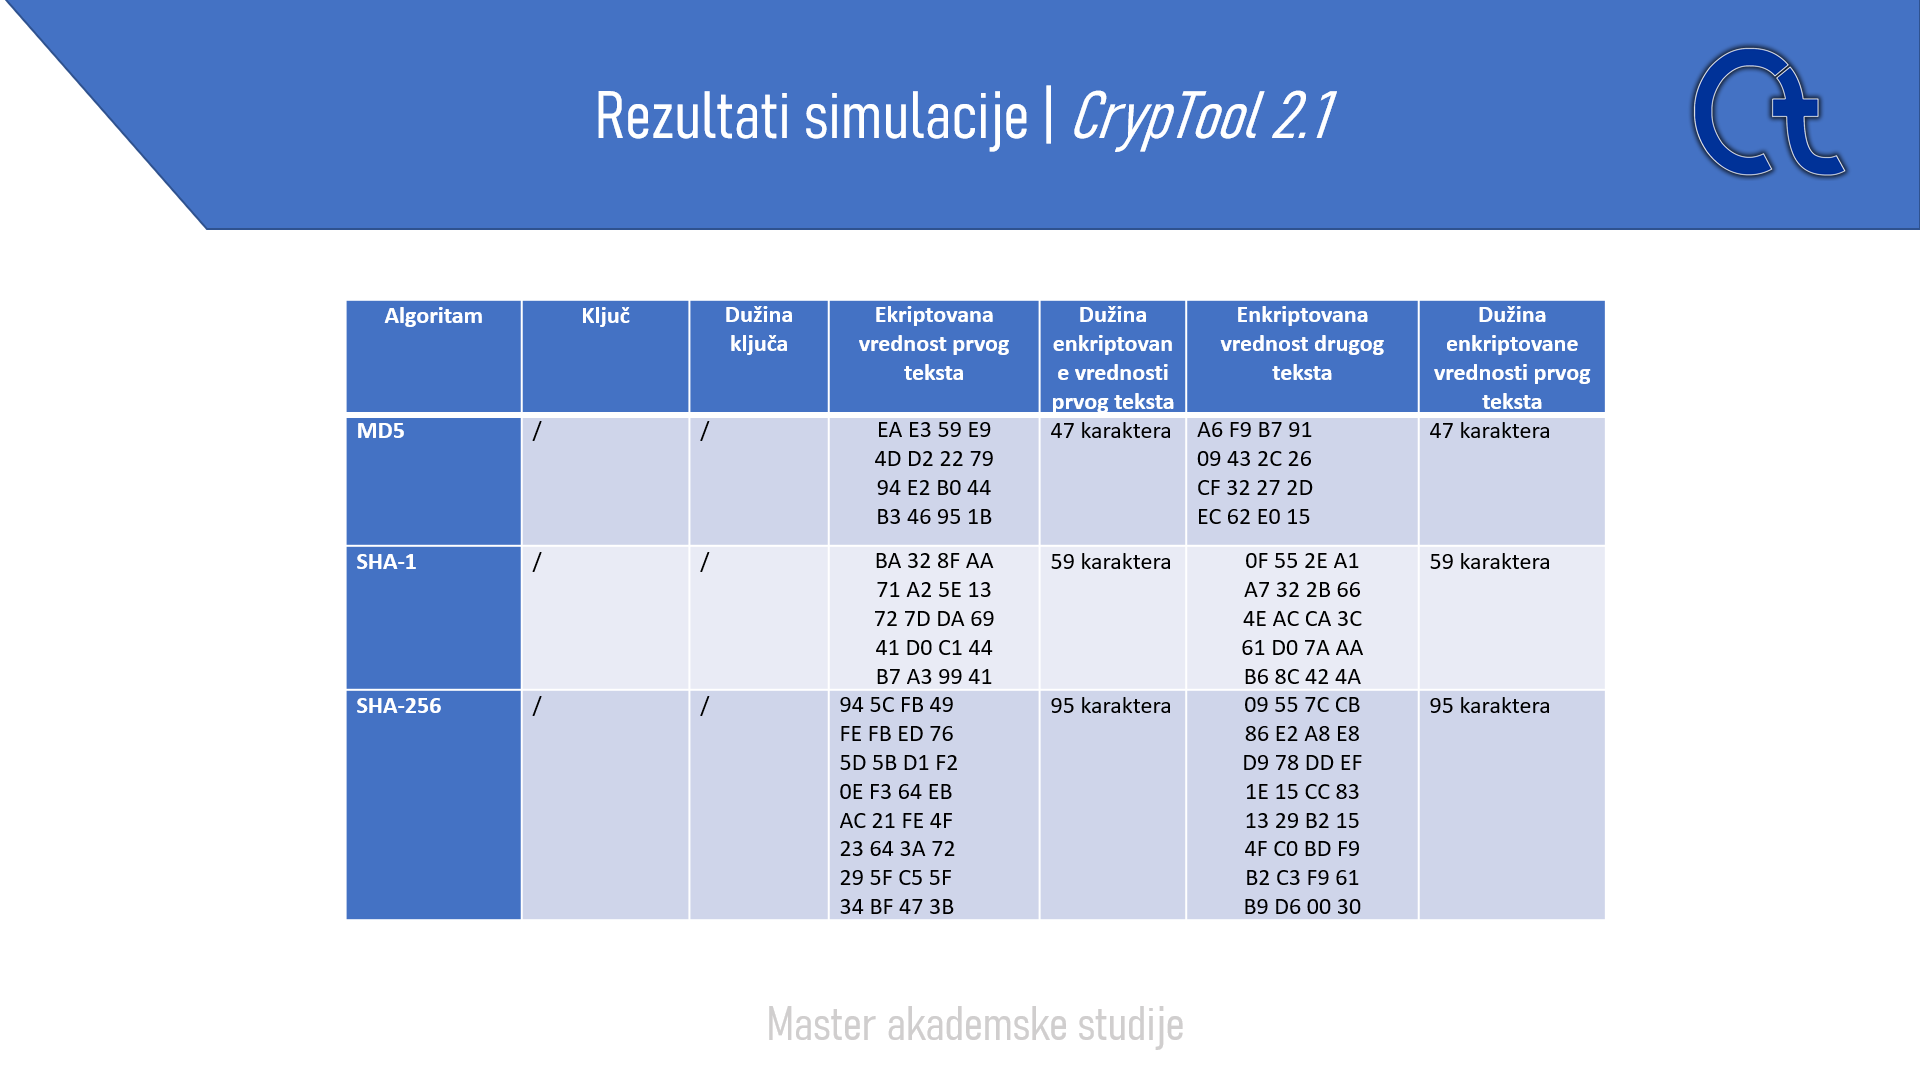 Rezultati simulacije | CrypTool 2.1
Ct
Algoritam
Ključ
Dužina
ključa
Ekriptovana
vrednost prvog
teksta
Dužina
enkriptovan
e vrednosti
prvog teksta
Enkriptovana
vrednost drugog
teksta
Dužina
enkriptovane
vrednosti prvog
teksta
MD5
/
/
EA E3 59 E9
4D D2 22 79
94 E2 B0 44
B3 46 95 1B
47 karaktera
A6 F9 B7 91
09 43 2C 26
CF 32 27 2D
EC 62 E0 15
47 karaktera
SHA-1
/
/
BA 32 8F AA
71 A2 5E 13
72 7D DA 69
41 D0 C1 44
B7 A3 99 41
59 karaktera
0F 55 2E A1
A7 32 2B 66
4E AC CA 3C
61 D0 7A AA
B6 8C 42 4A
59 karaktera
SHA-256
/
/
94 5C FB 49
FE FB ED 76
5D 5B D1 F2
0E F3 64 EB
AC 21 FE 4F
23 64 3A 72
29 5F C5 5F
34 BF 47 3B
95 karaktera
09 55 7C CB
86 E2 A8 E8
D9 78 DD EF
1E 15 CC 83
13 29 B2 15
4F C0 BD F9
B2 C3 F9 61
B9 D6 00 30
95 karaktera
Master akademske studije